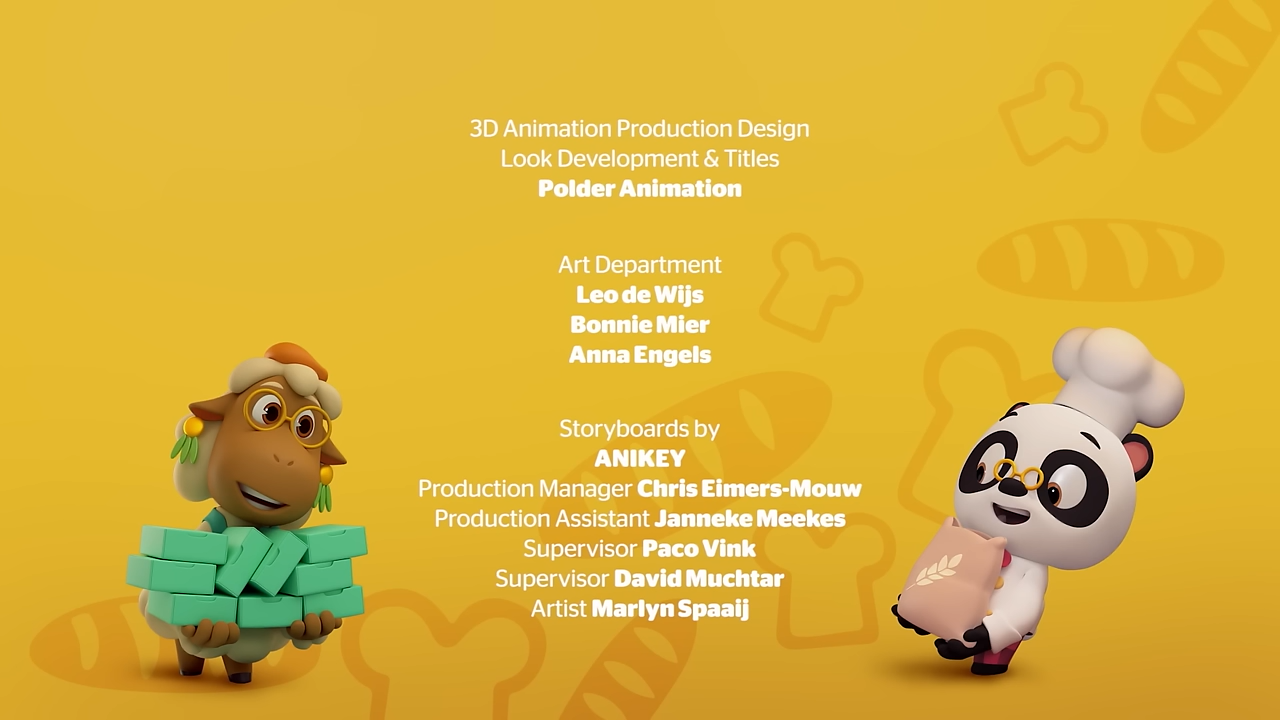 3D Animation Production Design
Look Development & Titles
Polder Animation
Art Department
Leo de Wijs
Bonnie Mier
Anna Engels
Storyboards by
ANIKEY
Production Manager Chris Eimers-Mouw
Production Assistant Janneke Meekes
Supervisor Paco Vink
Supervisor David Muchtar
Artist Marlyn Spaaij